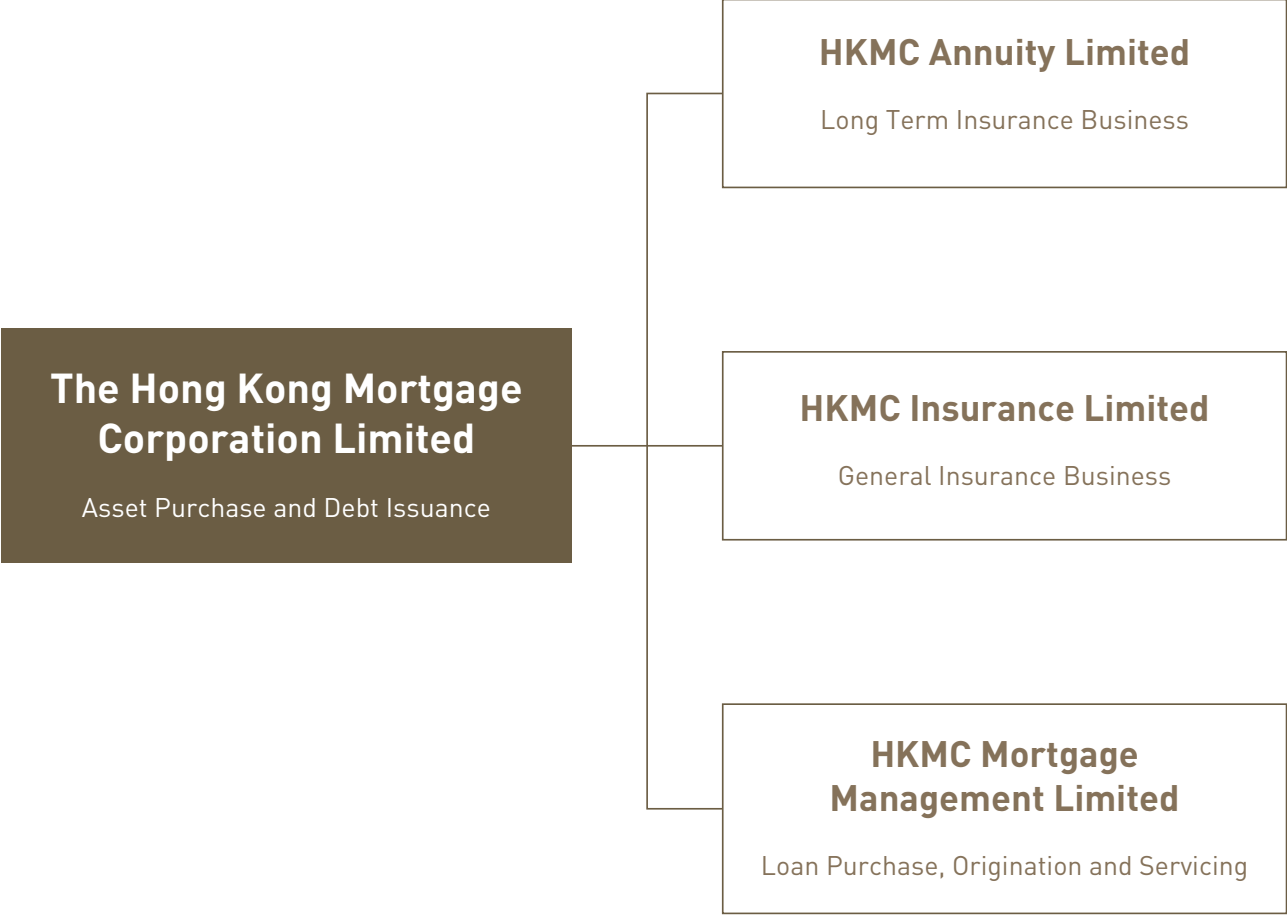 HKMC Annuity Limited
Long Term Insurance Business
The Hong Kong Mortgage
Corporation Limited
Asset Purchase and Debt Issuance
HKMC Insurance Limited
General Insurance Business
HKMC Mortgage
Management Limited
Loan Purchase, Origination and Servicing